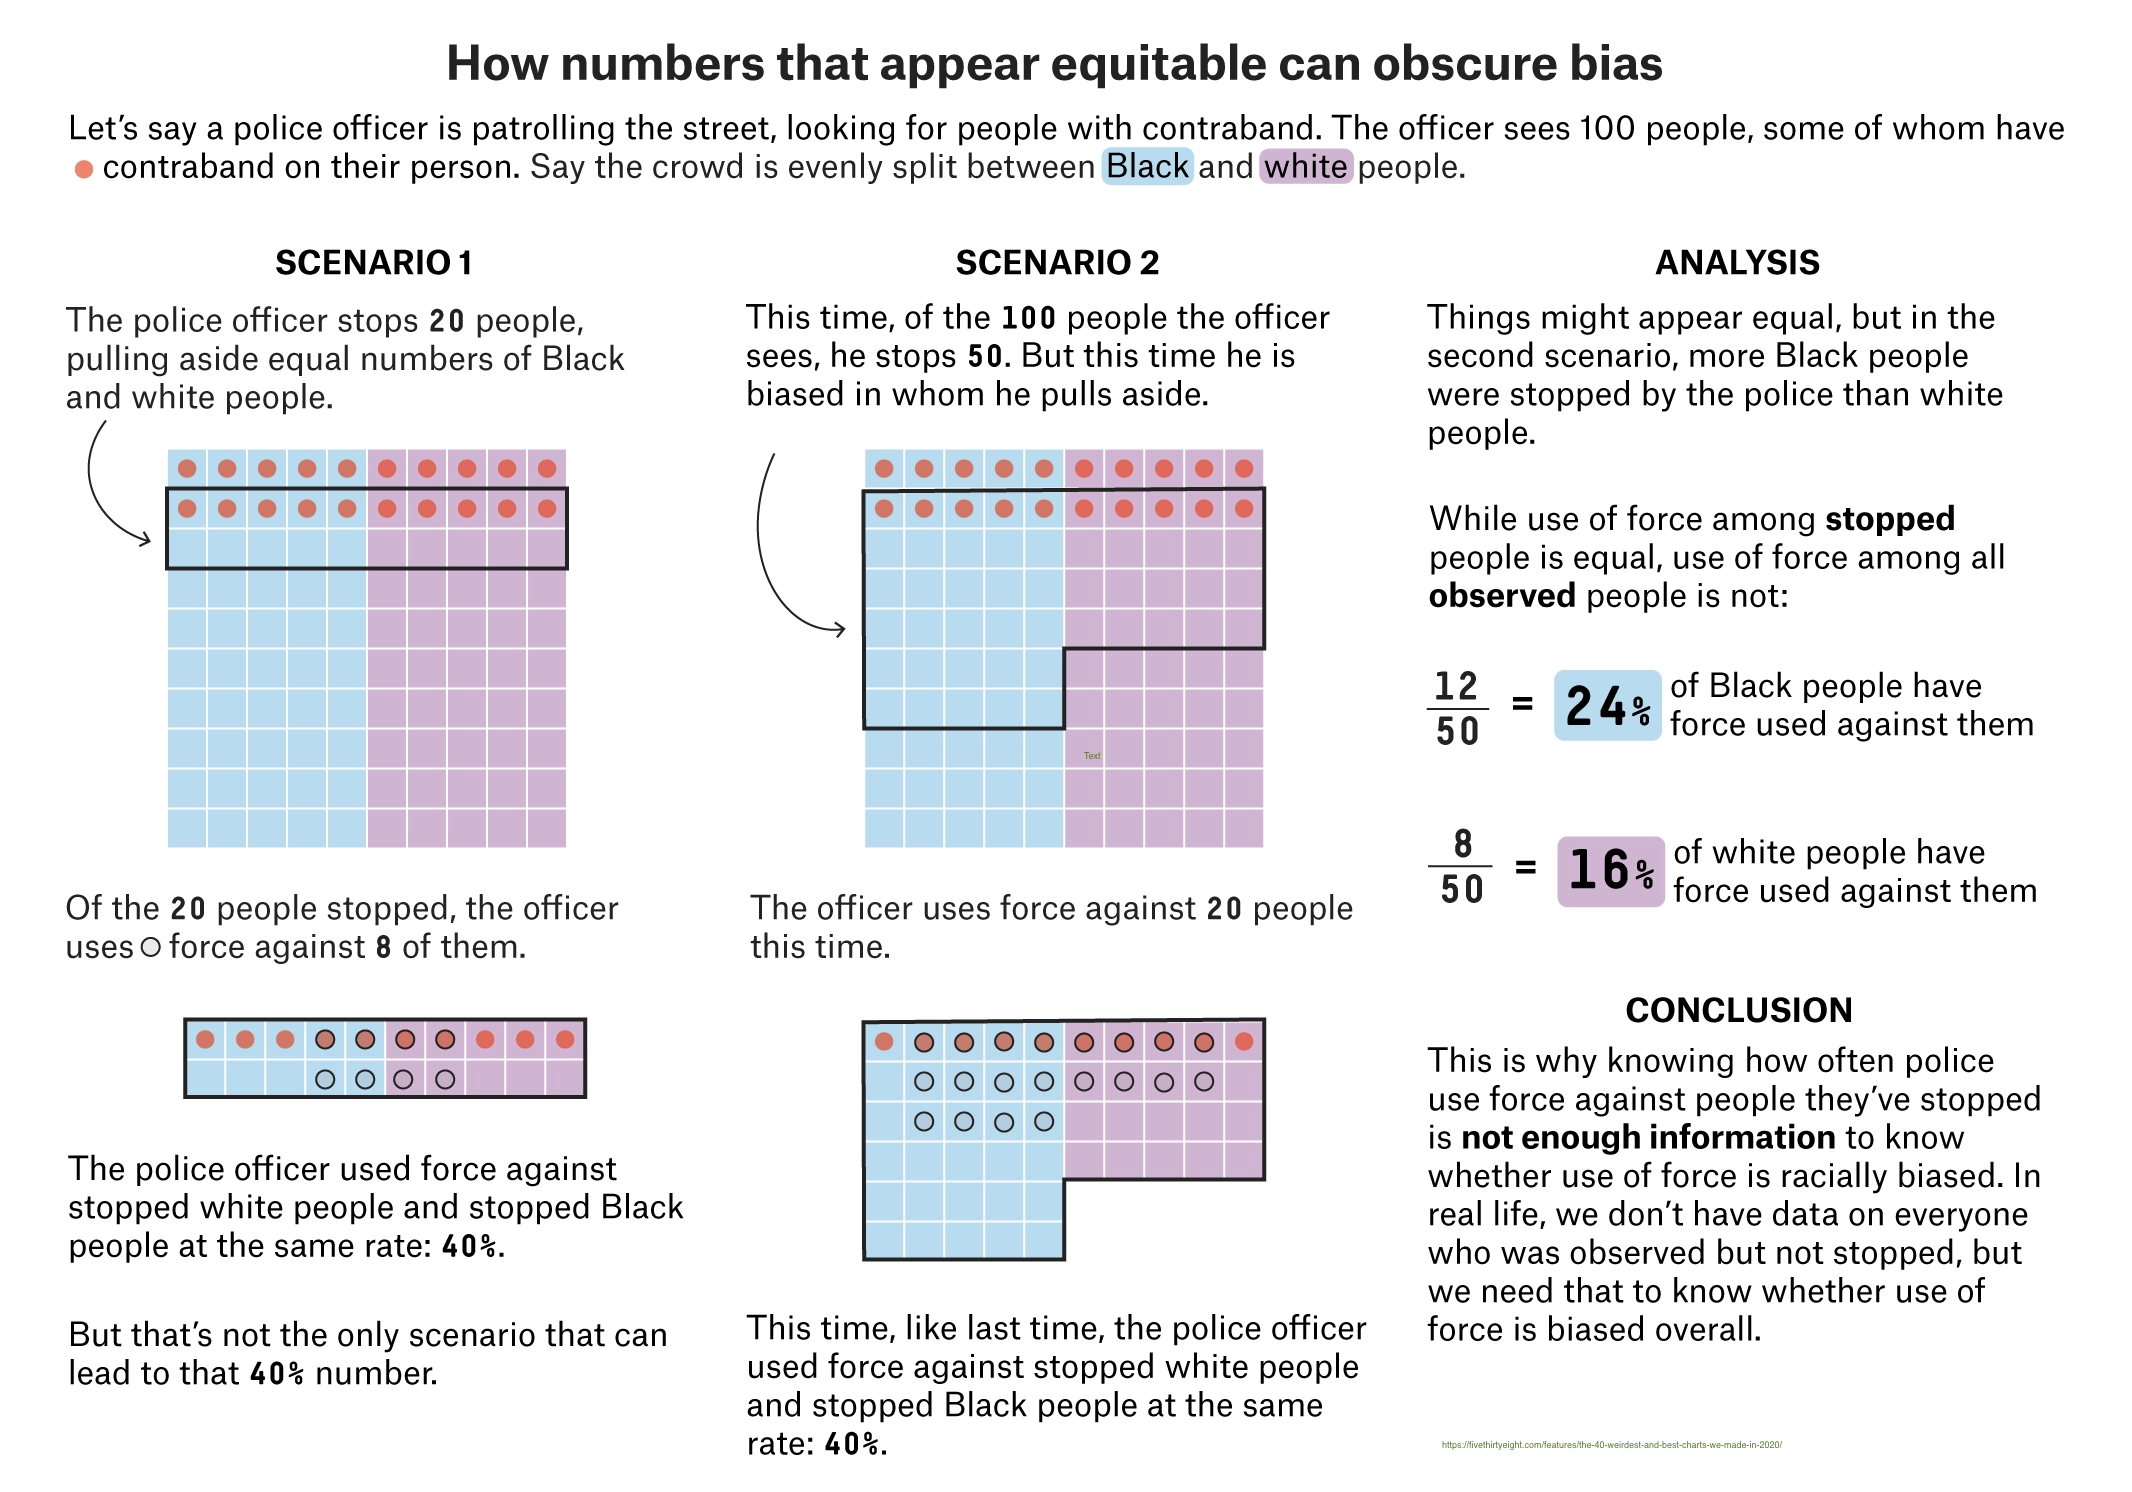 How numbers that appear equitable can obscure bias
Let's say a police officer is patrolling the street, looking for people with contraband. The officer sees 100 people, some of whom have
contraband on their person. Say the crowd is evenly split between Black and white people.
SCENARIO 1
The police officer stops 20 people,
pulling aside equal numbers of Black
and white people.
Of the 20 people stopped, the officer
uses force against 8 of them.
The police officer used force against
stopped white people and stopped Black
people at the same rate: 40%.
But that's not the only scenario that can
lead to that 40% number.
SCENARIO 2
This time, of the 100 people the officer
sees, he stops 50. But this time he is
biased in whom he pulls aside.
Text
The officer uses force against 20 people
this time.
This time, like last time, the police officer
used force against stopped white people
and stopped Black people at the same
rate: 40%.
ANALYSIS
Things might appear equal, but in the
second scenario, more Black people
were stopped by the police than white
people.
While use of force among stopped
people is equal, use of force among all
observed people is not:
12
50
= 24% of Black people have
force used against them
8
50
= 16% of white people have
force used against them
CONCLUSION
This is why knowing how often police
use force against people they've stopped
is not enough information to know
whether use of force is racially biased. In
real life, we don't have data on everyone
who was observed but not stopped, but
we need that to know whether use of
force is biased overall.
https://fivethirtyeight.com/features/the-40-weirdest-and-best-charts-we-made-in-2020/